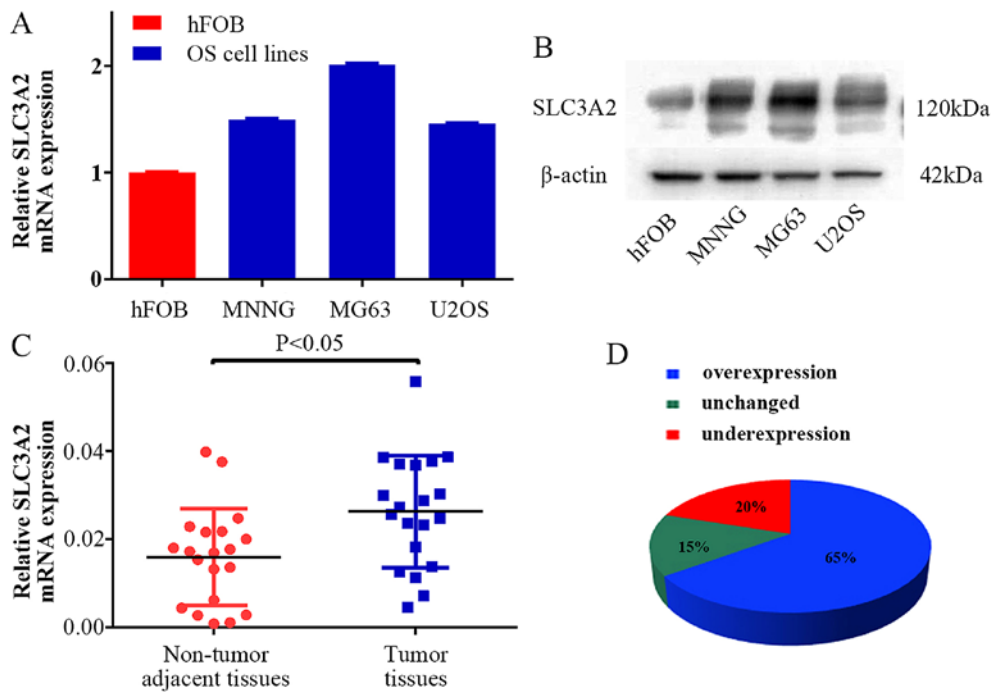 A
hFOB
OS cell lines
Relative SLC3A2
mRNA expression
2
1
0
hFOB MNNG MG63 U2OS
B
SLC3A2 120kDa
β-actin 42kDa
hFOB MNNG MG63 U2OS
C
P<0.05
Relative SLC3A2
mRNA expression
0.06
0.04
0.02
0.00
Non-tumor
adjacent tissues
Tumor
tissues
D
overexpression
unchanged
underexpression
20%
15%
65%